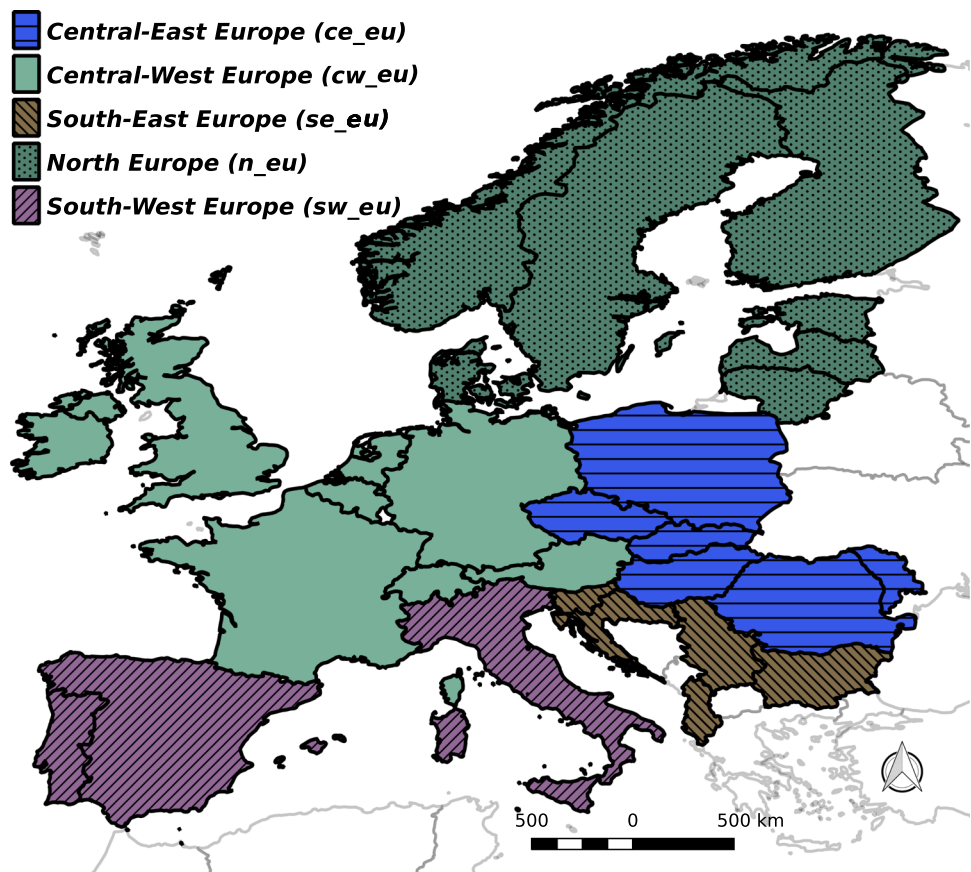 Central-East Europe (ce_eu)
Central-West Europe (cw_eu)
South-East Europe (se_eu)
North Europe (n_eu)
South-West Europe (sw_eu)
500 0 500 km